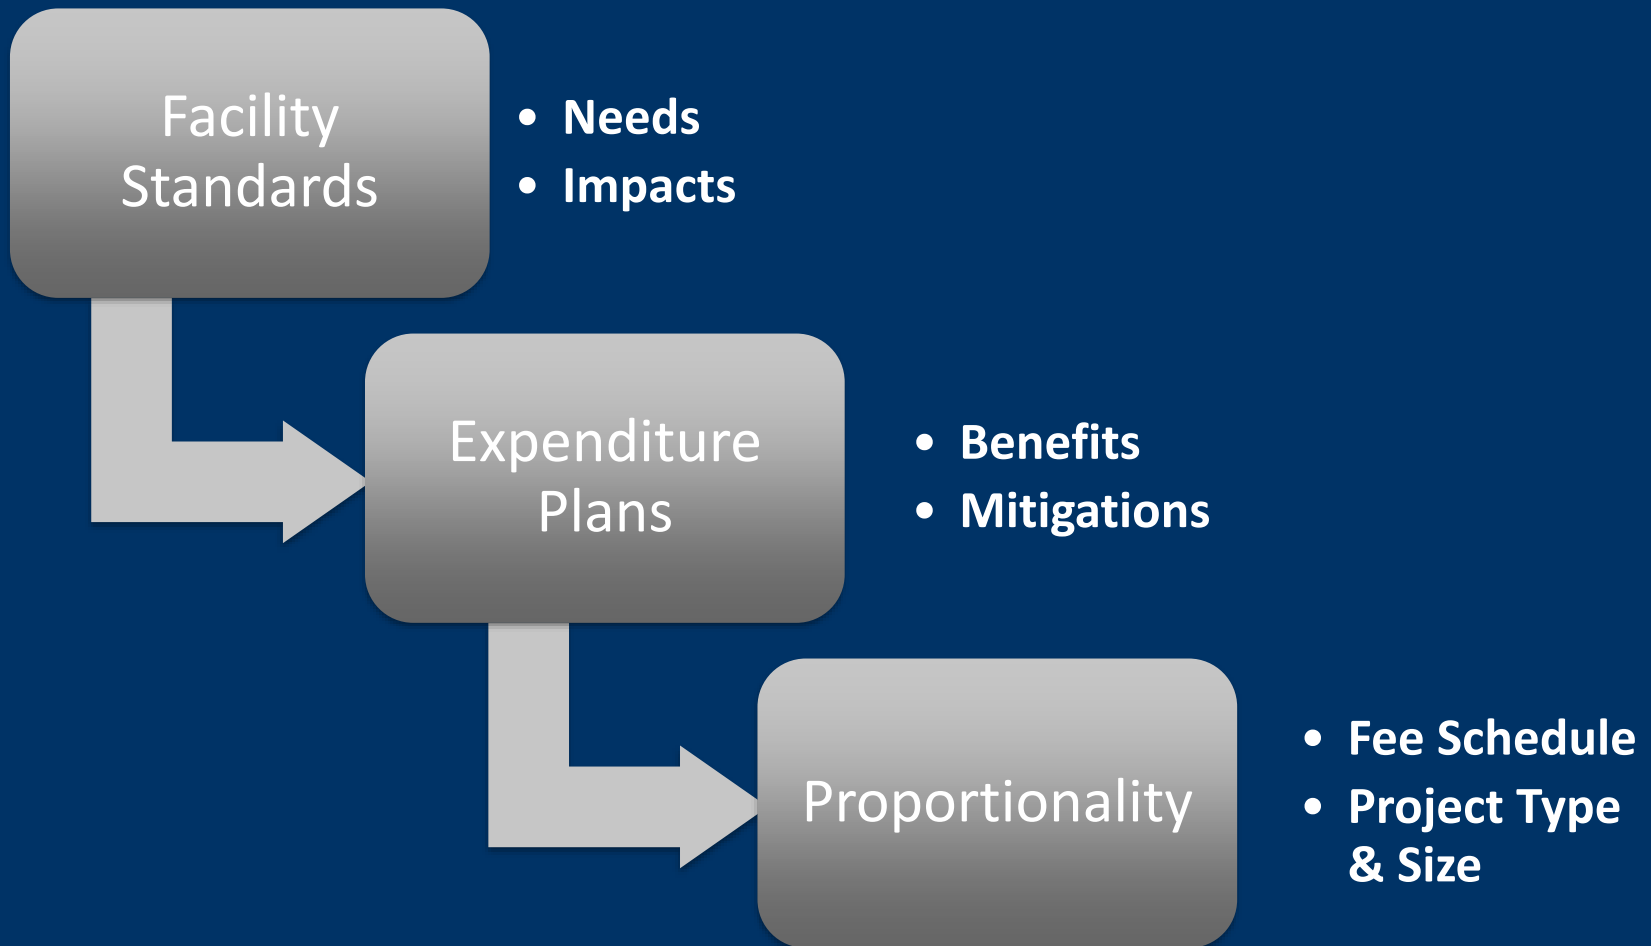 Facility
Standards
• Needs
• Impacts
Expenditure
Plans
• Benefits
• Mitigations
Proportionality
• Fee Schedule
• Project Type
& Size